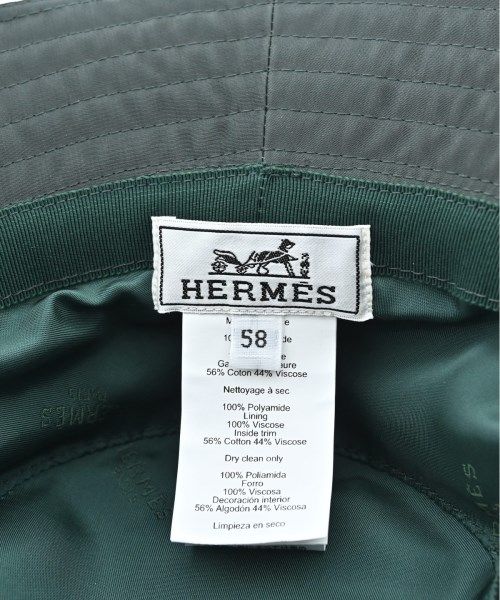 HERMES
58
56% Coton 44% Viscose
Nettoyage à sec
100% Polyamide
Lining
100% Viscose
Inside trim
56% Cotton 44% Viscose
Dry clean only
100% Poliamida
Forro
100% Viscosa
Decoración interior
56% Algodón 44% Viscosa
Limpieza en seco